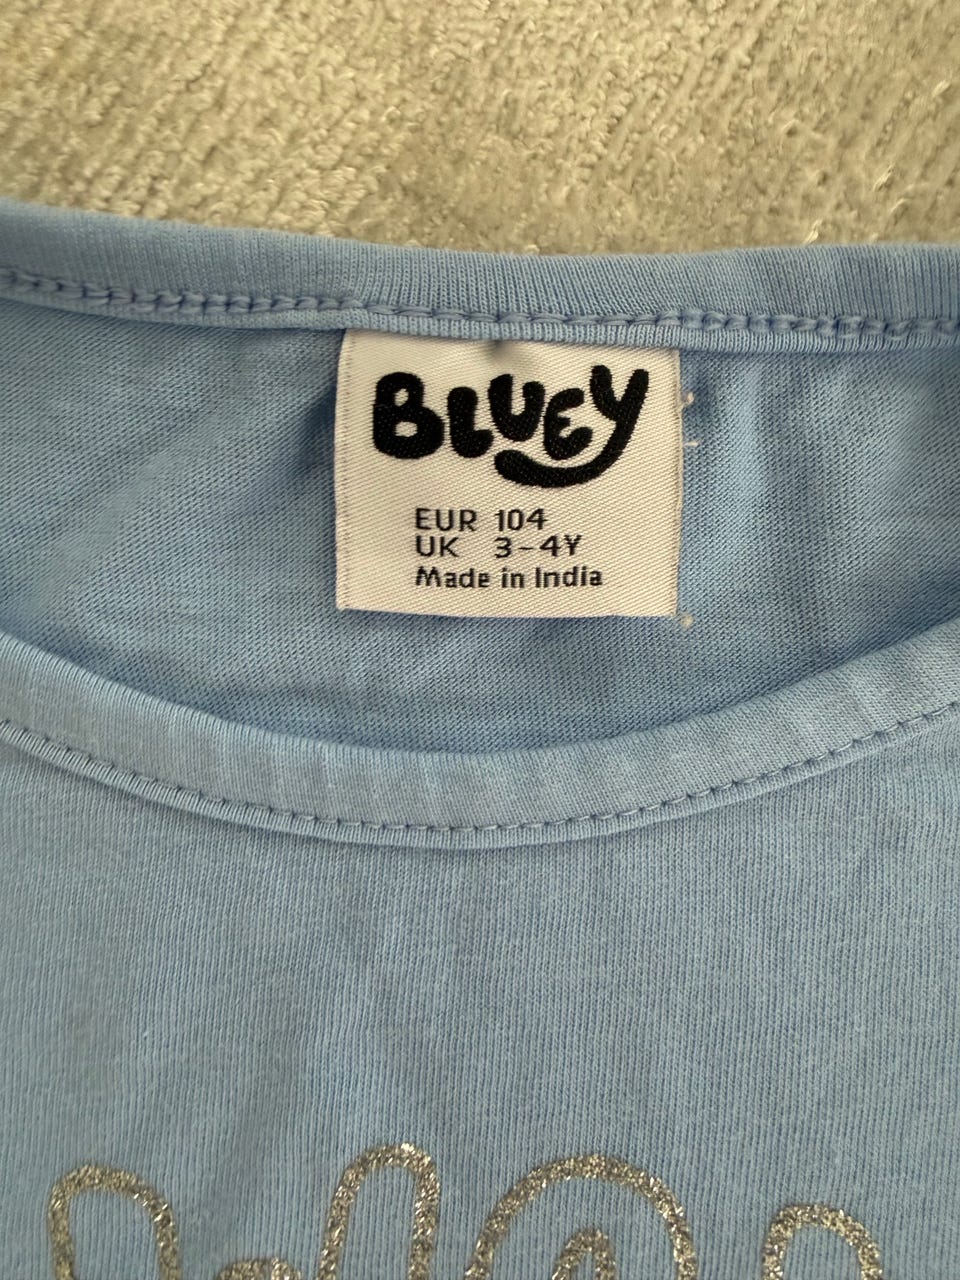 BLUEY
EUR 104
UK 3-4Y
Made in India